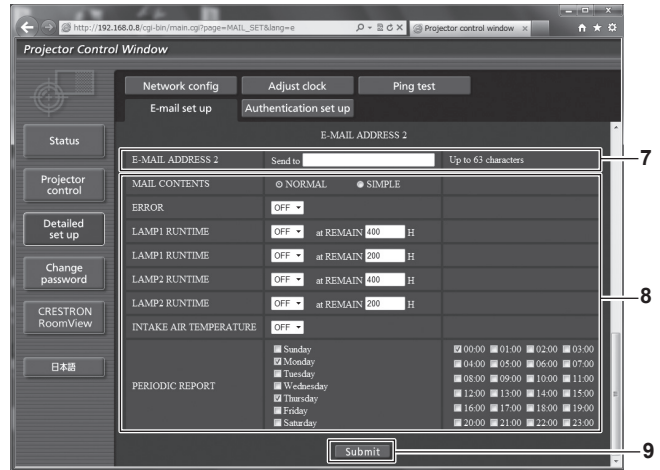 http://192.168.0.8/cgi-bin/main.cgi?page=MAIL_SET&lang=e
Projector control window
Projector Control Window
Network config Adjust clock Ping test
E-mail set up Authentication set up
Status
Projector control
Detailed set up
Change password
CRESTRON RoomView
日本語
E-MAIL ADDRESS 2
E-MAIL ADDRESS 2 Send to Up to 63 characters
7
MAIL CONTENTS NORMAL SIMPLE
ERROR OFF
LAMP1 RUNTIME OFF at REMAIN 400 H
LAMP1 RUNTIME OFF at REMAIN 200 H
LAMP2 RUNTIME OFF at REMAIN 400 H
LAMP2 RUNTIME OFF at REMAIN 200 H
INTAKE AIR TEMPERATURE OFF
8
PERIODIC REPORT
Sunday
Monday
Tuesday
Wednesday
Thursday
Friday
Saturday
00:00 01:00 02:00 03:00
04:00 05:00 06:00 07:00
08:00 09:00 10:00 11:00
12:00 13:00 14:00 15:00
16:00 17:00 18:00 19:00
20:00 21:00 22:00 23:00
Submit
9